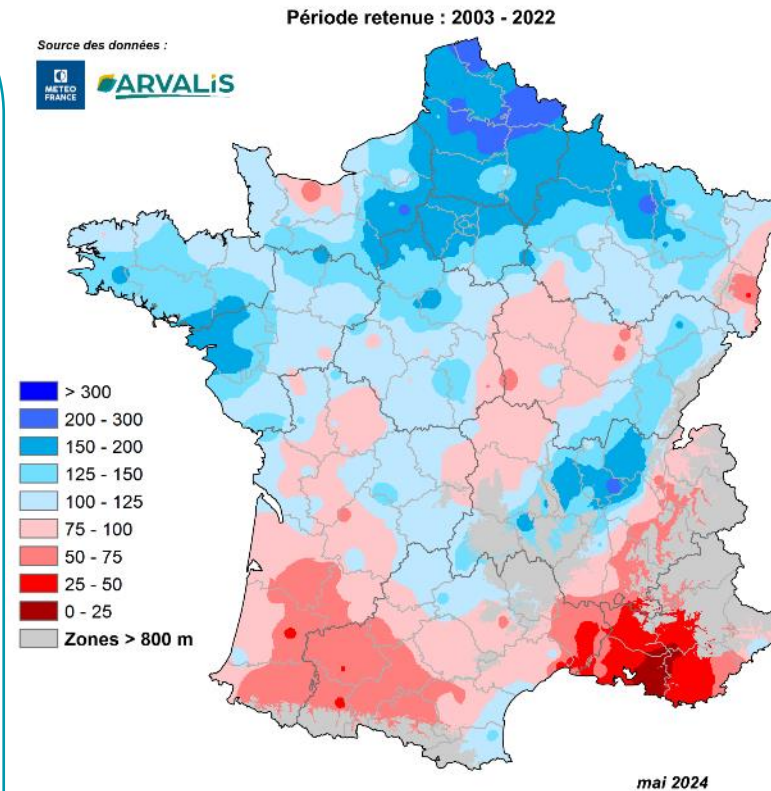 Période retenue : 2003 - 2022
Source des données :
METEO
FRANCE
ARVALIS
> 300
200 - 300
150 - 200
125 - 150
100 - 125
75 - 100
50 - 75
25 - 50
0 - 25
Zones > 800 m
mai 2024